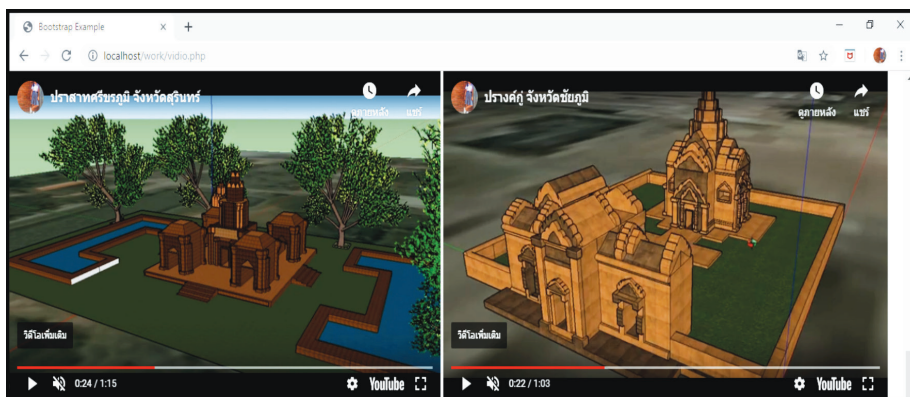 Bootstrap Example
localhost/work/vidio.php
ปราสาทศรีขรภูมิ จังหวัดสุรินทร์
ดูภายหลัง
แชร์
วิดีโอเพิ่มเติม
0:24 / 1:15
YouTube
ปรางค์กู่ จังหวัดชัยภูมิ
ดูภายหลัง
แชร์
วิดีโอเพิ่มเติม
0:22 / 1:03
YouTube